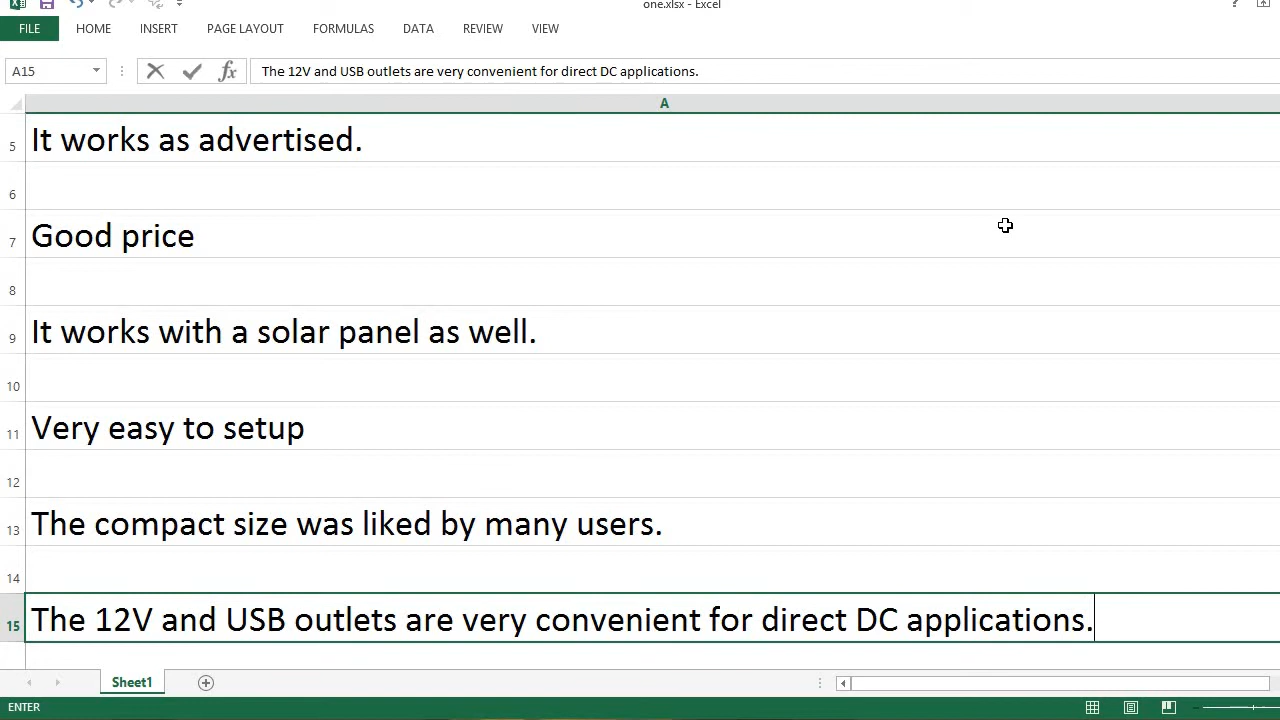 one.xlsx - Excel
FILE HOME INSERT PAGE LAYOUT FORMULAS DATA REVIEW VIEW
A15 fx The 12V and USB outlets are very convenient for direct DC applications.
A
5 It works as advertised.
6
7 Good price
8
9 It works with a solar panel as well.
10
11 Very easy to setup
12
13 The compact size was liked by many users.
14
15 The 12V and USB outlets are very convenient for direct DC applications.
Sheet1
ENTER